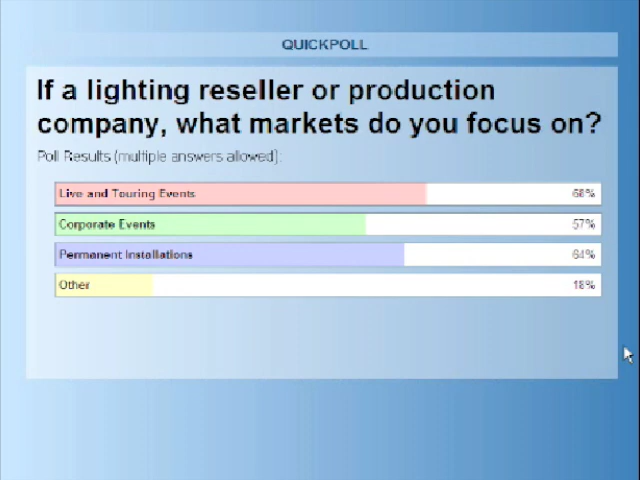 QUICKPOLL
If a lighting reseller or production
company, what markets do you focus on?
Poll Results (multiple answers allowed):
Live and Touring Events 68%
Corporate Events 57%
Permanent Installations 64%
Other 18%